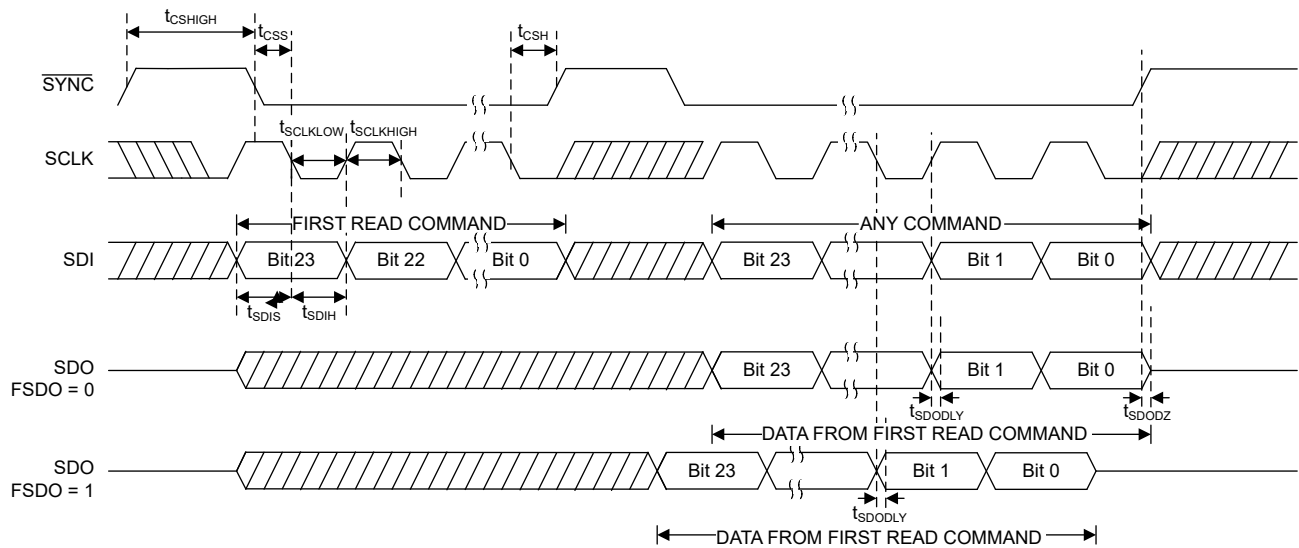 tCSHIGH
tCSS
tCSH
SYNC
tSCLKLOW
tSCLKHIGH
SCLK
FIRST READ COMMAND
ANY COMMAND
SDI
Bit 23
Bit 22
Bit 0
Bit 23
Bit 1
Bit 0
tSDIS
tSDIH
SDO
FSDO = 0
Bit 23
Bit 1
Bit 0
tSDODLY
tSDODZ
DATA FROM FIRST READ COMMAND
SDO
FSDO = 1
Bit 23
Bit 1
Bit 0
tSDODLY
DATA FROM FIRST READ COMMAND